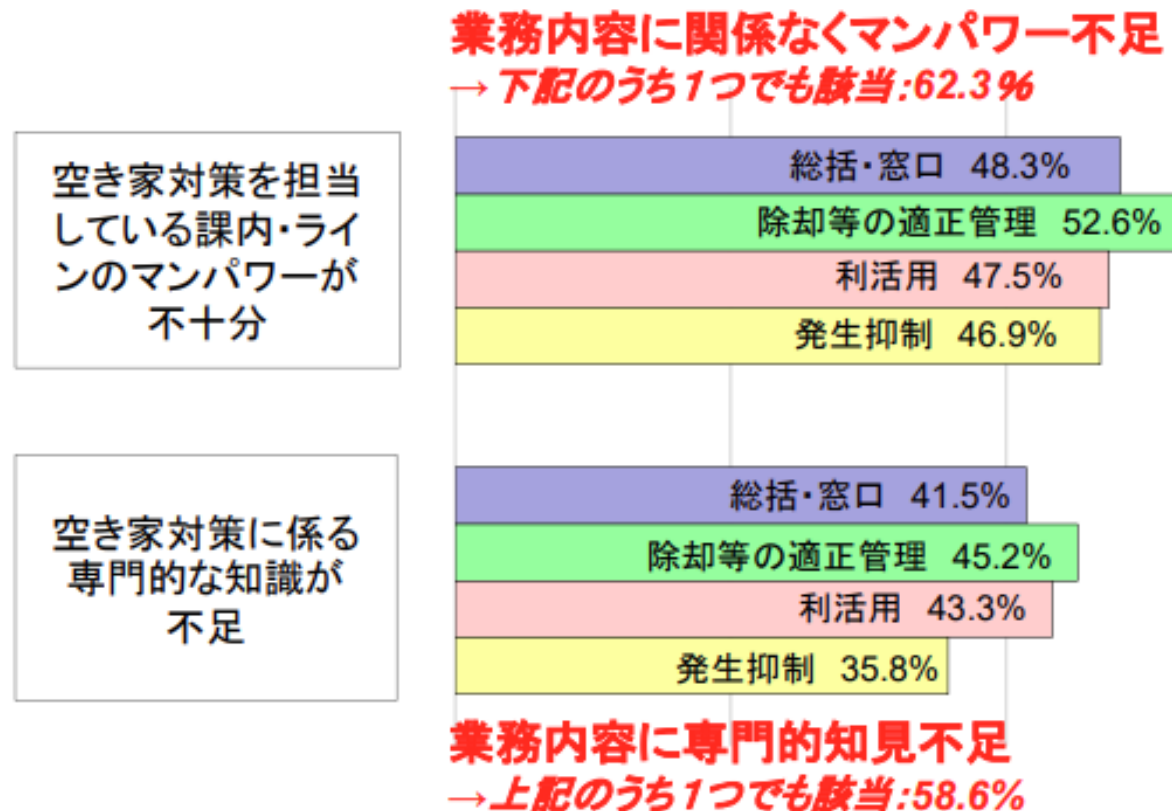 業務内容に関係なくマンパワー不足
→下記のうち1つでも該当:62.3%
空き家対策を担当
している課内・ライ
ンのマンパワーが
不十分
総括・窓口 48.3%
除却等の適正管理 52.6%
利活用 47.5%
発生抑制 46.9%
空き家対策に係る
専門的な知識が
不足
総括・窓口 41.5%
除却等の適正管理 45.2%
利活用 43.3%
発生抑制 35.8%
業務内容に専門的知見不足
→上記のうち1つでも該当:58.6%